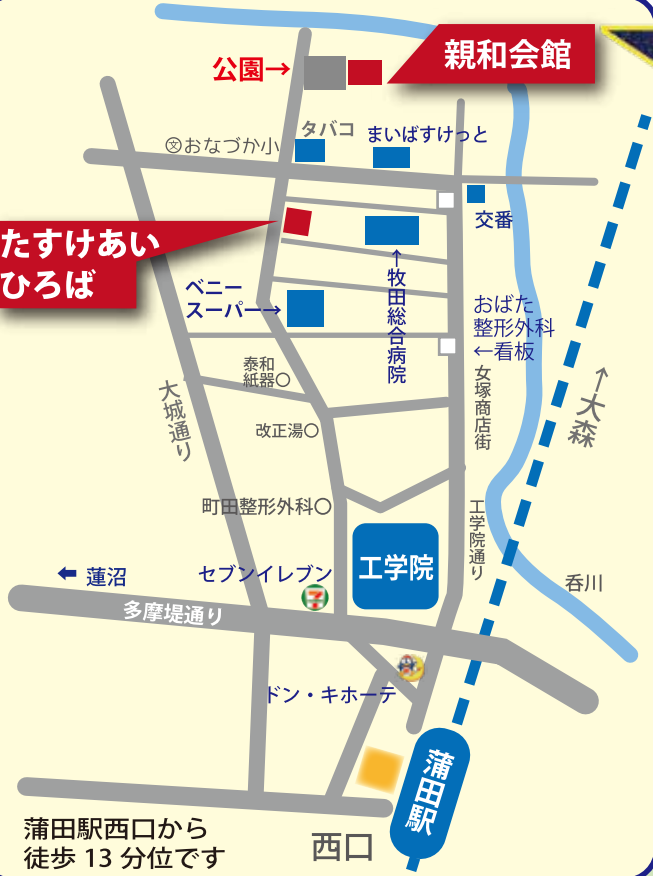 公園→
親和会館
タバコ
まいばすけっと
㊫おなづか小
交番
たすけあい
ひろば
ベニー
スーパー→
↑牧田総合病院
おばた
整形外科
←看板
泰和
紙器○
女塚商店街
↑大森
大城通り
改正湯○
町田整形外科○
工学院通り
工学院
←蓮沼
セブンイレブン
7
呑川
多摩堤通り
ドン・キホーテ
蒲田駅
蒲田駅西口から
徒歩 13 分位です
西口